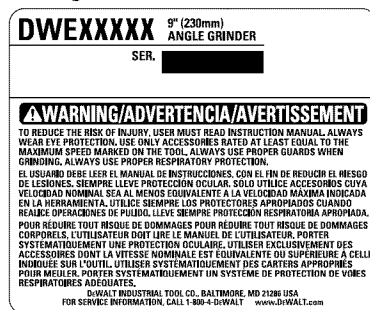 DWEXXXXX 9" (230mm)
ANGLE GRINDER
SER.
WARNING/ADVERTENCIA/AVERTISSEMENT
TO REDUCE THE RISK OF INJURY, USER MUST READ INSTRUCTION MANUAL. ALWAYS
WEAR EYE PROTECTION. USE ONLY ACCESSORIES RATED AT LEAST EQUAL TO THE
MAXIMUM SPEED MARKED ON THE TOOL, ALWAYS USE PROPER GUARDS WHEN
GRINDING, ALWAYS USE PROPER RESPIRATORY PROTECTION.
EL USUARIO DEBE LEER EL MANUAL DE INSTRUCCIONES, CON EL FIN DE REDUCIR EL RIESGO
DE LESIONES. SIEMPRE LLEVE PROTECCIÓN OCULAR. SÓLO UTILICE ACCESORIOS CUYA
VELOCIDAD NOMINAL SEA AL MENOS EQUIVALENTE A LA VELOCIDAD MÁXIMA INDICADA
EN LA HERRAMIENTA. UTILICE SIEMPRE LOS PROTECTORES APROPIADOS CUANDO
REALICE OPERACIONES DE PULIDO. LLEVE SIEMPRE PROTECCIÓN RESPIRATORIA APROPIADA.
POUR RÉDUIRE TOUT RISQUE DE DOMMAGES POUR RÉDUIRE TOUT RISQUE DE DOMMAGES
CORPORELS, L'UTILISATEUR DOIT LIRE LE MANUEL DE L'UTILISATEUR, PORTER
SYSTÉMATIQUEMENT UNE PROTECTION OCULAIRE, UTILISER EXCLUSIVEMENT DES
ACCESSOIRES DONT LA VITESSE NOMINALE EST ÉQUIVALENTE OU SUPÉRIEURE A CELLE
INDIQUÉE SUR L'OUTIL. UTILISER SYSTÉMATIQUEMENT DES CARTERS APPROPRIÉS
POUR MEULER. PORTER SYSTÉMATIQUEMENT UN SYSTÈME DE PROTECTION DE VOIES
RESPIRATOIRES ADÉQUATES.
DEWALT INDUSTRIAL TOOL CO., BALTIMORE, MD 21286 USA
FOR SERVICE INFORMATION, CALL 1-800-4-DEWALT www.DEWALT.com